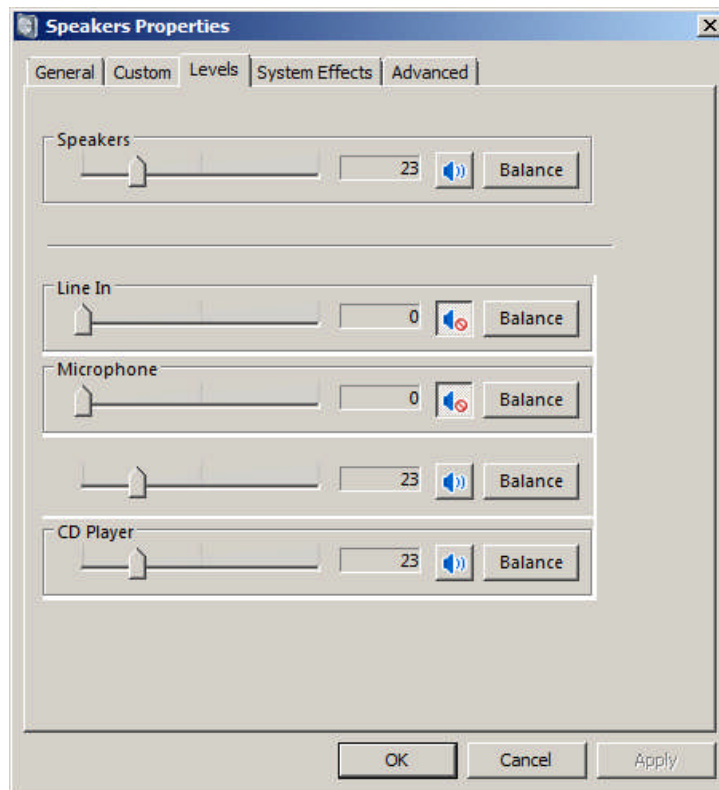 Speakers Properties
General Custom Levels System Effects Advanced
Speakers
23 Balance
Line In
0 Balance
Microphone
0 Balance
23 Balance
CD Player
23 Balance
OK Cancel Apply